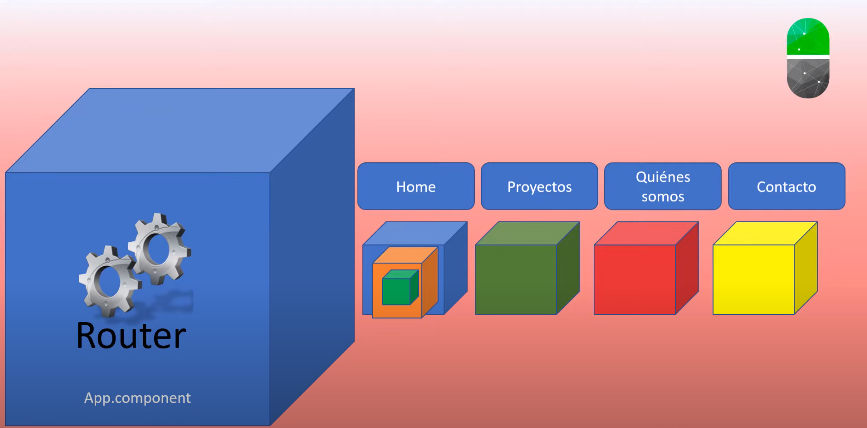 Home
Proyectos
Quiénes
somos
Contacto
Router
App.component